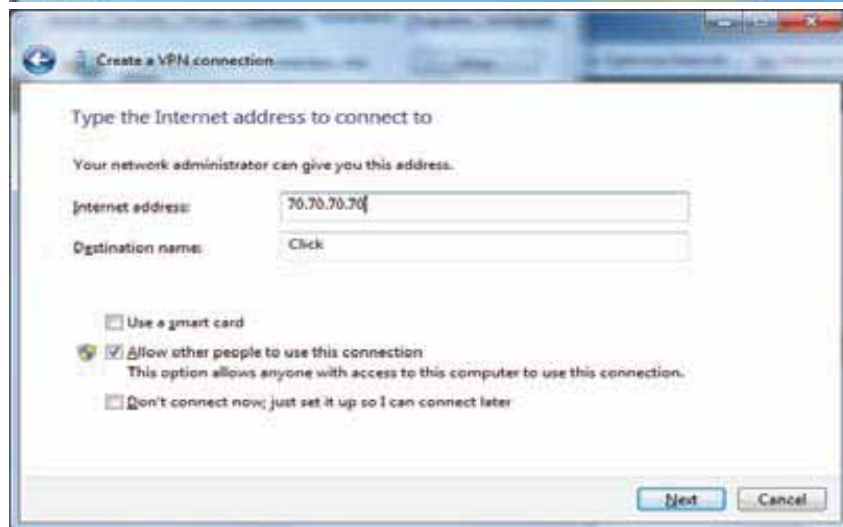 Create a VPN connection
Type the Internet address to connect to
Your network administrator can give you this address.
Internet address: 70.70.70.70
Destination name: Click
Use a smart card
Allow other people to use this connection
This option allows anyone with access to this computer to use this connection.
Don't connect now; just set it up so I can connect later
Next Cancel